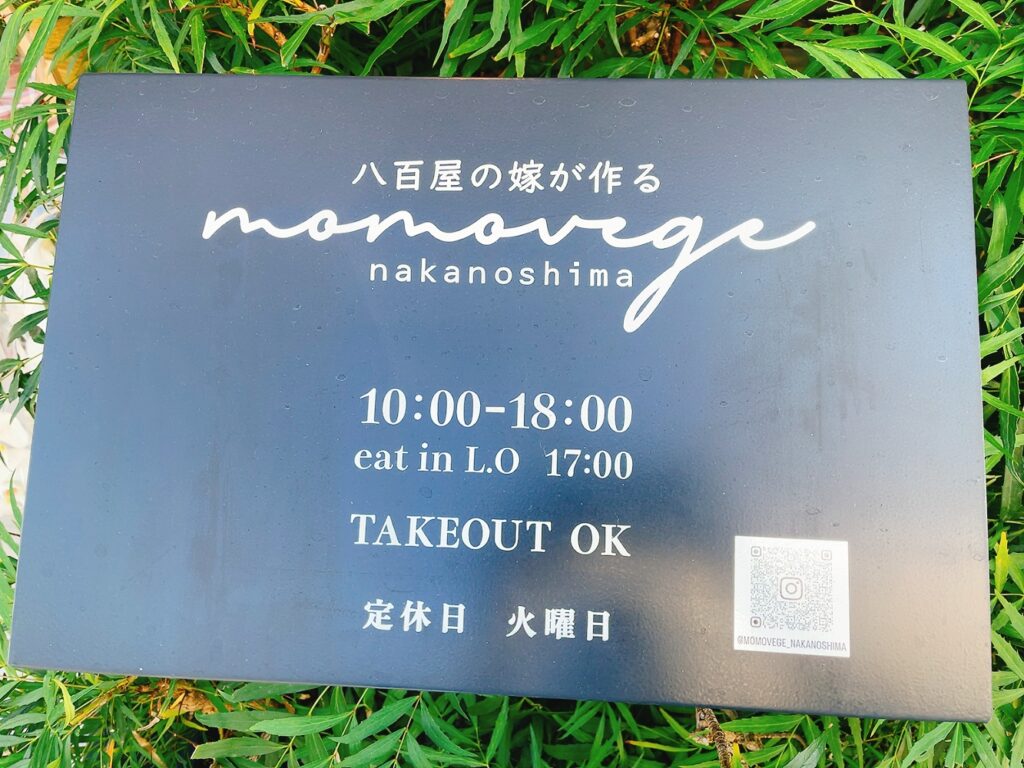 八百屋の嫁が作る
momovege
nakanoshima
10:00-18:00
eat in L.O 17:00
TAKEOUT OK
定休日 火曜日
@MOMOVEGE_NAKANOSHIMA